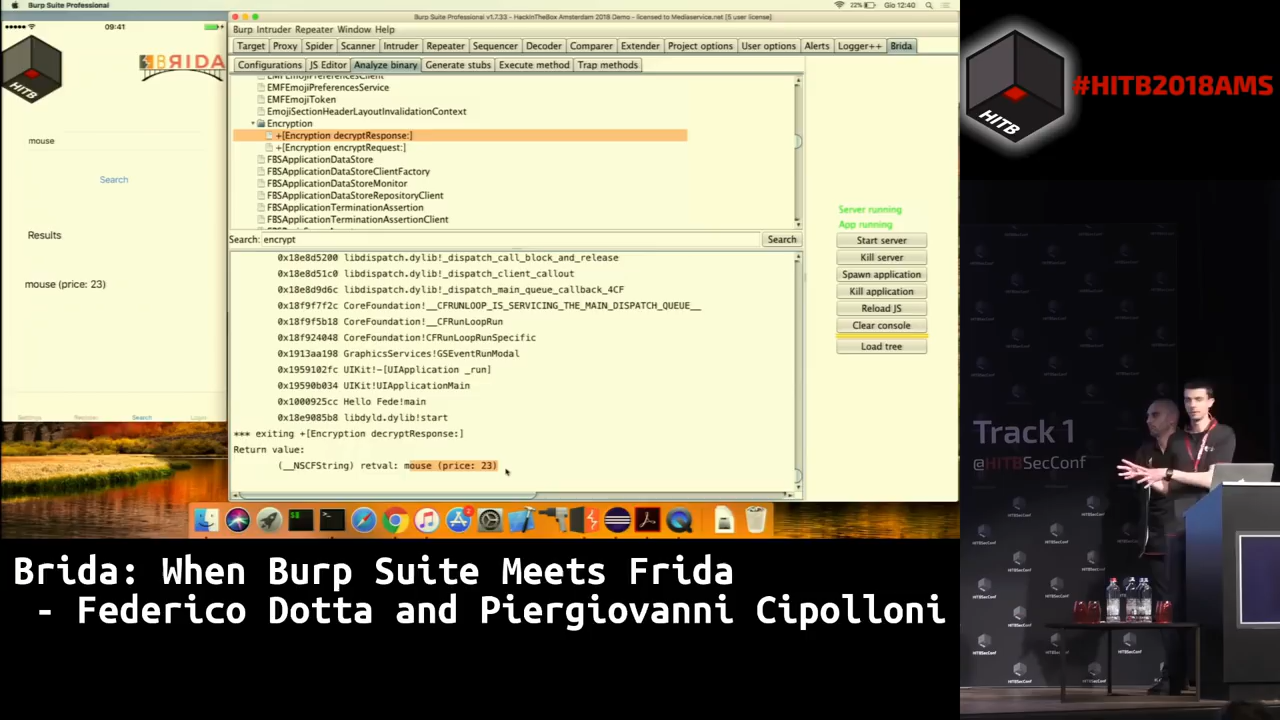 Burp Suite Professional
22%
Gio 12:40
Burp Suite Professional v1.7.33 - HackInTheBox Amsterdam 2018 Demo - licensed to Mediaservice.net [5 user license]
09:41
Burp Intruder Repeater Window Help
Target Proxy Spider Scanner Intruder Repeater Sequencer Decoder Comparer Extender Project options User options Alerts Logger++ Brida
Configurations JS Editor Analyze binary Generate stubs Execute method Trap methods
HITB
BRIDA
EMFEmojiPreferencesClient
EMFEmojiPreferencesService
EMFEmojiToken
EmojiSectionHeaderLayoutInvalidationContext
Encryption
+[Encryption decryptResponse:]
+[Encryption encryptRequest:]
FBSApplicationDataStore
FBSApplicationDataStoreClientFactory
FBSApplicationDataStoreMonitor
FBSApplicationDataStoreRepositoryClient
FBSApplicationTerminationAssertion
FBSApplicationTerminationAssertionClient
mouse
Search
Results
mouse (price: 23)
Search: encrypt
Search
0x18e8d5200 libdispatch.dylib!_dispatch_call_block_and_release
0x18e8d51c0 libdispatch.dylib!_dispatch_client_callout
0x18e8d9d6c libdispatch.dylib!_dispatch_main_queue_callback_4CF
0x18f9f7f2c CoreFoundation!__CFRUNLOOP_IS_SERVICING_THE_MAIN_DISPATCH_QUEUE__
0x18f9f5b18 CoreFoundation!__CFRunLoopRun
0x18f924048 CoreFoundation!CFRunLoopRunSpecific
0x1913aa198 GraphicsServices!GSEventRunModal
0x1959102fc UIKit!-[UIApplication _run]
0x19590b034 UIKit!UIApplicationMain
0x1000925cc Hello Fede!main
0x18e9085b8 libdyld.dylib!start
*** exiting +[Encryption decryptResponse:]
Return value:
(__NSCFString) retval: mouse (price: 23)
Server running
App running
Start server
Kill server
Spawn application
Kill application
Reload JS
Clear console
Load tree
Settings
Search
Brida: When Burp Suite Meets Frida
- Federico Dotta and Piergiovanni Cipolloni
HITB
#HITB2018AMS
Track 1
@HITBSecConf